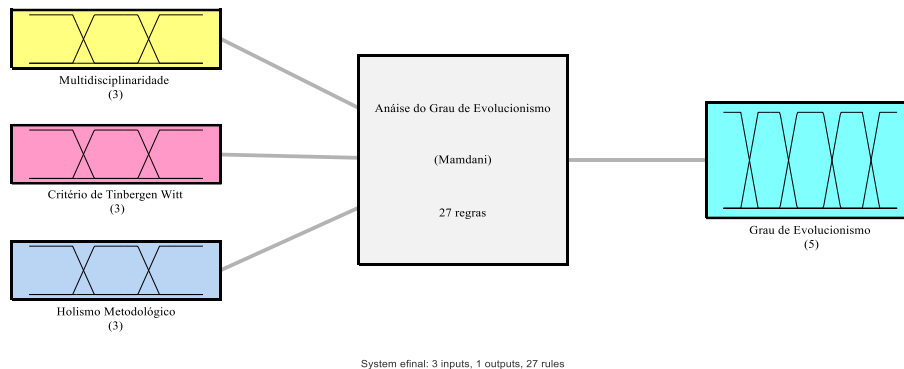 Multidisciplinaridade
(3)
Critério de Tinbergen Witt
(3)
Holismo Metodológico
(3)
Anáise do Grau de Evolucionismo
(Mamdani)
27 regras
Grau de Evolucionismo
(5)
System efinal: 3 inputs, 1 outputs, 27 rules